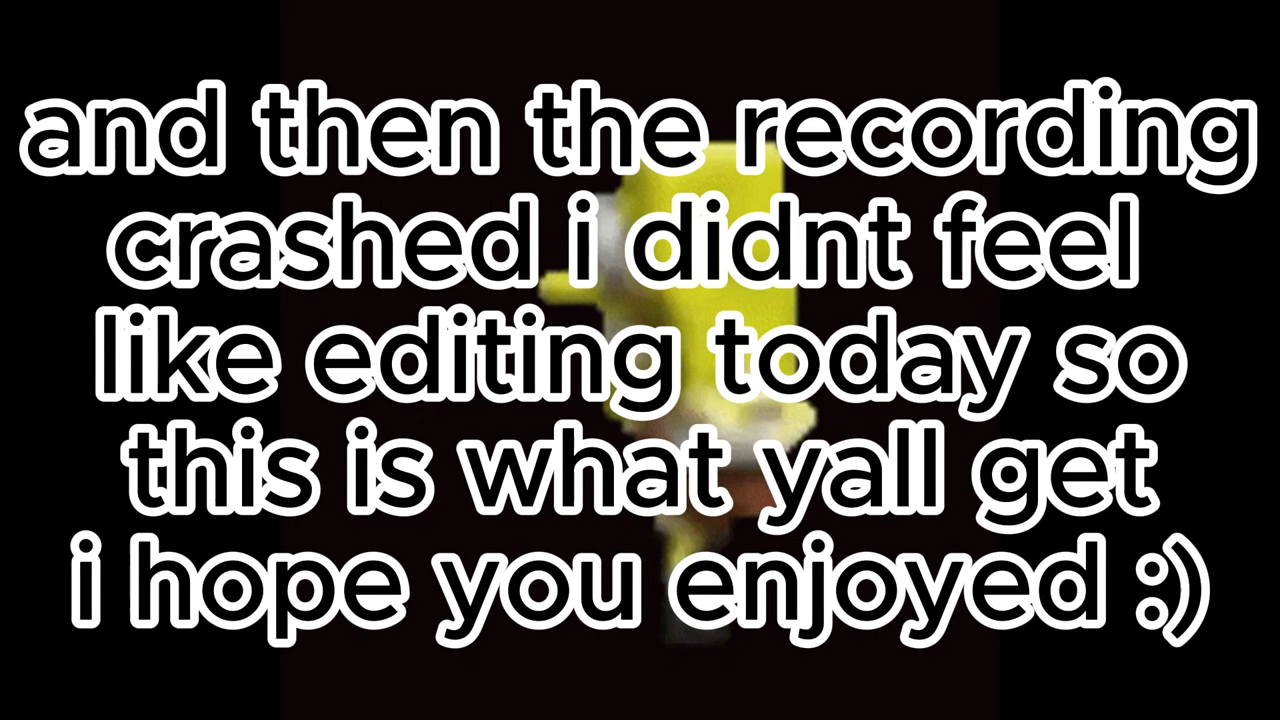 and then the recording
crashed i didnt feel
like editing today so
this is what yall get
i hope you enjoyed :)